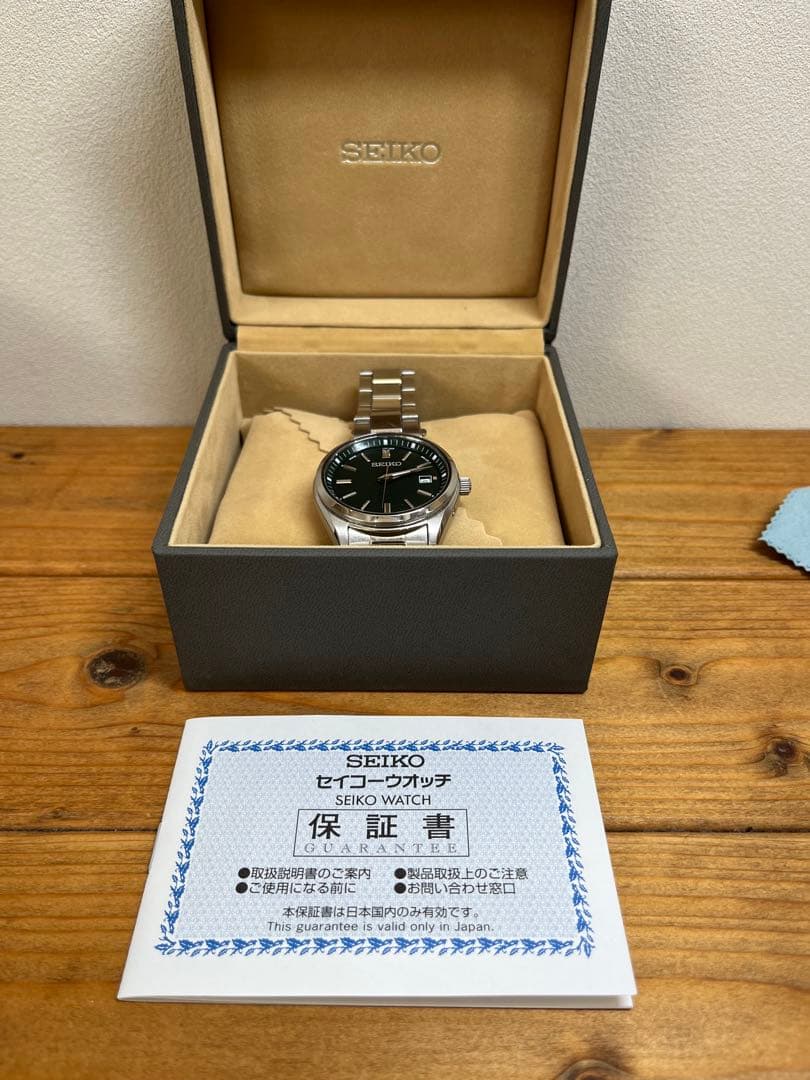 SEIKO
SEIKO
SEIKO
セイコーウオッチ
SEIKO WATCH
保証書
GUARANTEE
●取扱説明書のご案内 ●製品取扱上のご注意
●ご使用になる前に ●お問い合わせ窓口
本保証書は日本国内のみ有効です。
This guarantee is valid only in Japan.